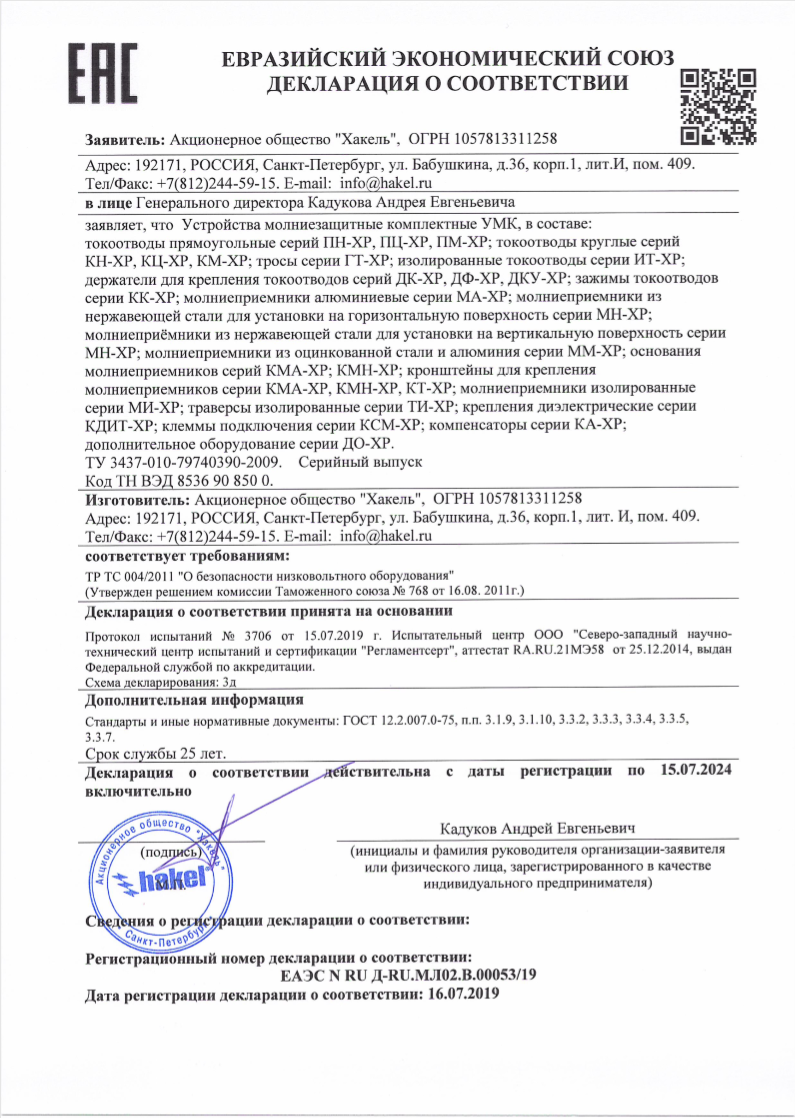 EAC
ЕВРАЗИЙСКИЙ ЭКОНОМИЧЕСКИЙ СОЮЗ
ДЕКЛАРАЦИЯ О СООТВЕТСТВИИ
Заявитель: Акционерное общество "Хакель", ОГРН 1057813311258
Адрес: 192171, РОССИЯ, Санкт-Петербург, ул. Бабушкина, д.36, корп.1, лит.И, пом. 409.
Тел/Факс: +7(812)244-59-15. E-mail: info@hakel.ru
в лице Генерального директора Кадукова Андрея Евгеньевича
заявляет, что Устройства молниезащитные комплектные УМК, в составе:
токоотводы прямоугольные серий ПН-ХР, ПЦ-ХР, ПМ-ХР; токоотводы круглые серий
КН-ХР, КЦ-ХР, КМ-ХР; тросы серии ГТ-ХР; изолированные токоотводы серии ИТ-ХР;
держатели для крепления токоотводов серий ДК-ХР, ДФ-ХР, ДКУ-ХР; зажимы токоотводов
серии КК-ХР; молниеприемники алюминиевые серии МА-ХР; молниеприемники из
нержавеющей стали для установки на горизонтальную поверхность серии МН-ХР;
молниеприёмники из нержавеющей стали для установки на вертикальную поверхность серии
МН-ХР; молниеприемники из оцинкованной стали и алюминия серии ММ-ХР; основания
молниеприемников серий КМА-ХР; КМН-ХР; кронштейны для крепления
молниеприемников серии КМА-ХР, КМН-ХР, КТ-ХР; молниеприемники изолированные
серии МИ-ХР; траверсы изолированные серии ТИ-ХР; крепления диэлектрические серии
КДИТ-ХР; клеммы подключения серии КСМ-ХР; компенсаторы серии КА-ХР;
дополнительное оборудование серии ДО-ХР.
ТУ 3437-010-79740390-2009. Серийный выпуск
Код ТН ВЭД 8536 90 850 0.
Изготовитель: Акционерное общество "Хакель", ОГРН 1057813311258
Адрес: 192171, РОССИЯ, Санкт-Петербург, ул. Бабушкина, д.36, корп.1, лит. И, пом. 409.
Тел/Факс: +7(812)244-59-15. E-mail: info@hakel.ru
соответствует требованиям:
ТР ТС 004/2011 "О безопасности низковольтного оборудования"
(Утвержден решением комиссии Таможенного союза № 768 от 16.08. 2011г.)
Декларация о соответствии принята на основании
Протокол испытаний № 3706 от 15.07.2019 г. Испытательный центр ООО "Северо-западный научно-
технический центр испытаний и сертификации "Регламентсерт", аттестат RA.RU.21МЭ58 от 25.12.2014, выдан
Федеральной службой по аккредитации.
Схема декларирования: 3д
Дополнительная информация
Стандарты и иные нормативные документы: ГОСТ 12.2.007.0-75, п.п. 3.1.9, 3.1.10, 3.3.2, 3.3.3, 3.3.4, 3.3.5,
3.3.7.
Срок службы 25 лет.
Декларация о соответствии действительна с даты регистрации по 15.07.2024
включительно
Кадуков Андрей Евгеньевич
(подпись)
(инициалы и фамилия руководителя организации-заявителя
или физического лица, зарегистрированного в качестве
индивидуального предпринимателя)
Акционерное общество "Хакель"
hakel
М.П.
Санкт-Петербург
Сведения о регистрации декларации о соответствии:
Регистрационный номер декларации о соответствии:
ЕАЭС N RU Д-RU.МЛ02.В.00053/19
Дата регистрации декларации о соответствии: 16.07.2019